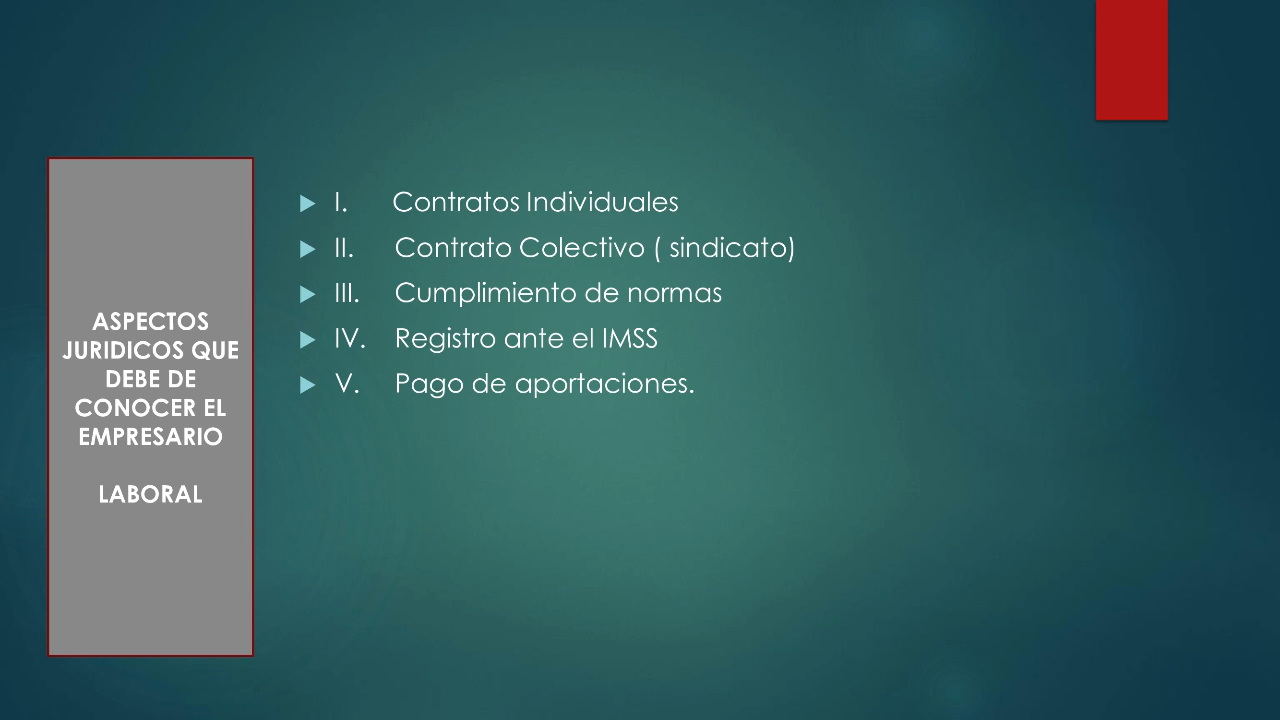 ASPECTOS
JURIDICOS QUE
DEBE DE
CONOCER EL
EMPRESARIO
LABORAL
I. Contratos Individuales
II. Contrato Colectivo ( sindicato)
III. Cumplimiento de normas
IV. Registro ante el IMSS
V. Pago de aportaciones.